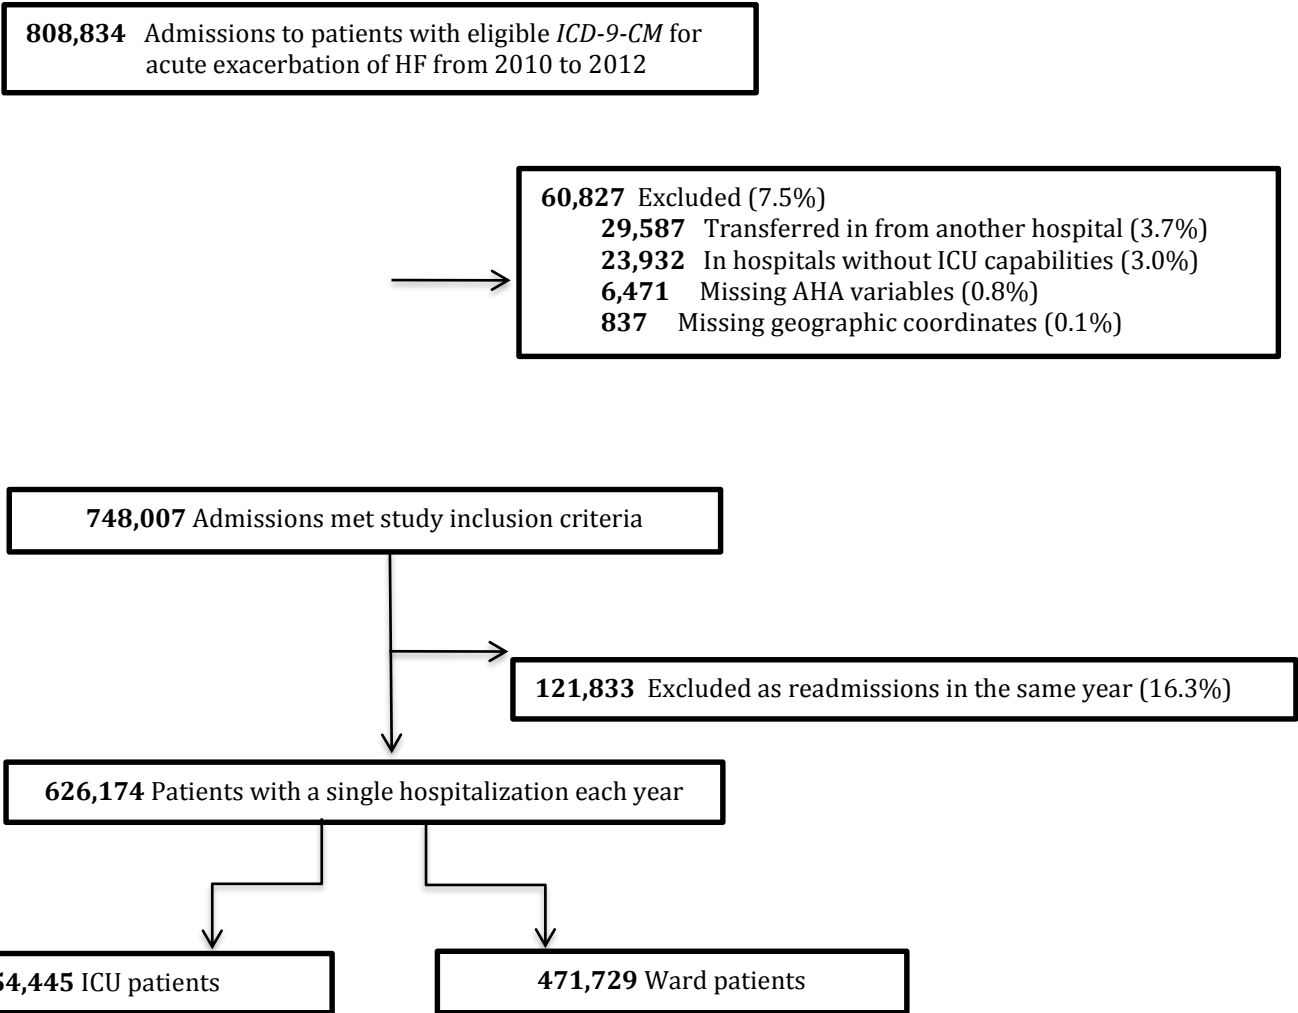 808,834 Admissions to patients with eligible ICD-9-CM for
acute exacerbation of HF from 2010 to 2012
60,827 Excluded (7.5%)
29,587 Transferred in from another hospital (3.7%)
23,932 In hospitals without ICU capabilities (3.0%)
6,471 Missing AHA variables (0.8%)
837 Missing geographic coordinates (0.1%)
748,007 Admissions met study inclusion criteria
121,833 Excluded as readmissions in the same year (16.3%)
626,174 Patients with a single hospitalization each year
54,445 ICU patients
471,729 Ward patients